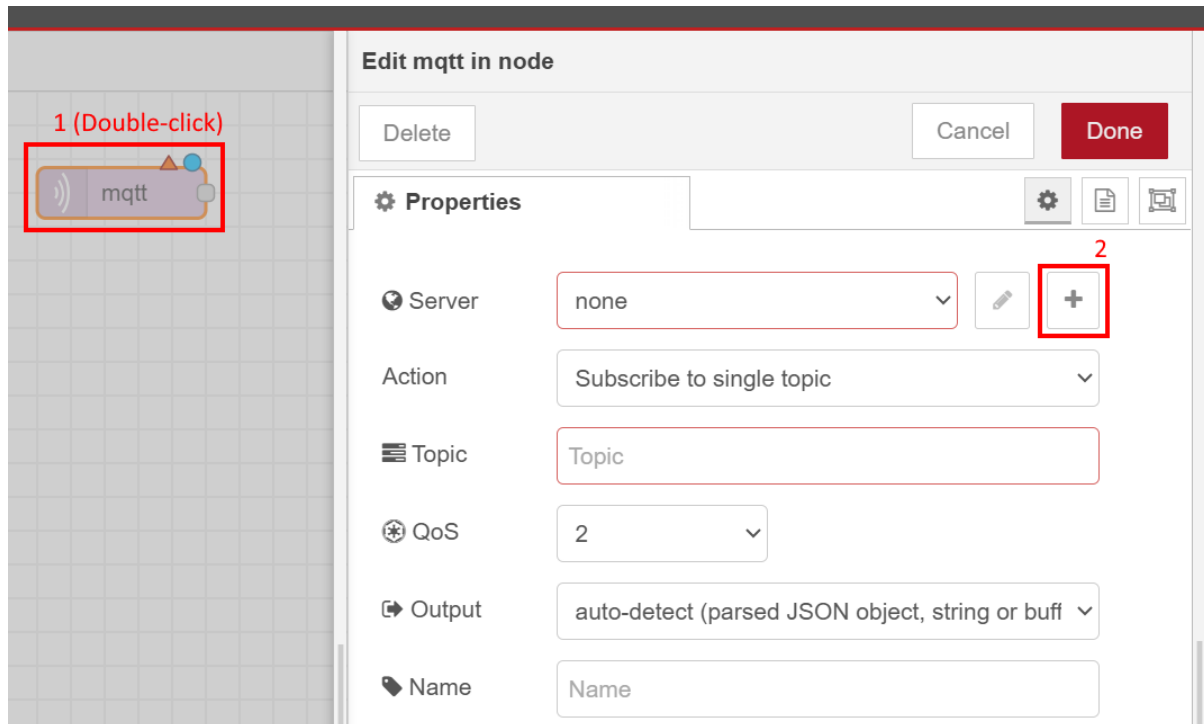 Edit mqtt in node
1 (Double-click)
mqtt
Delete
Cancel
Done
Properties
2
Server
none
Action
Subscribe to single topic
Topic
Topic
QoS
2
Output
auto-detect (parsed JSON object, string or buff
Name
Name